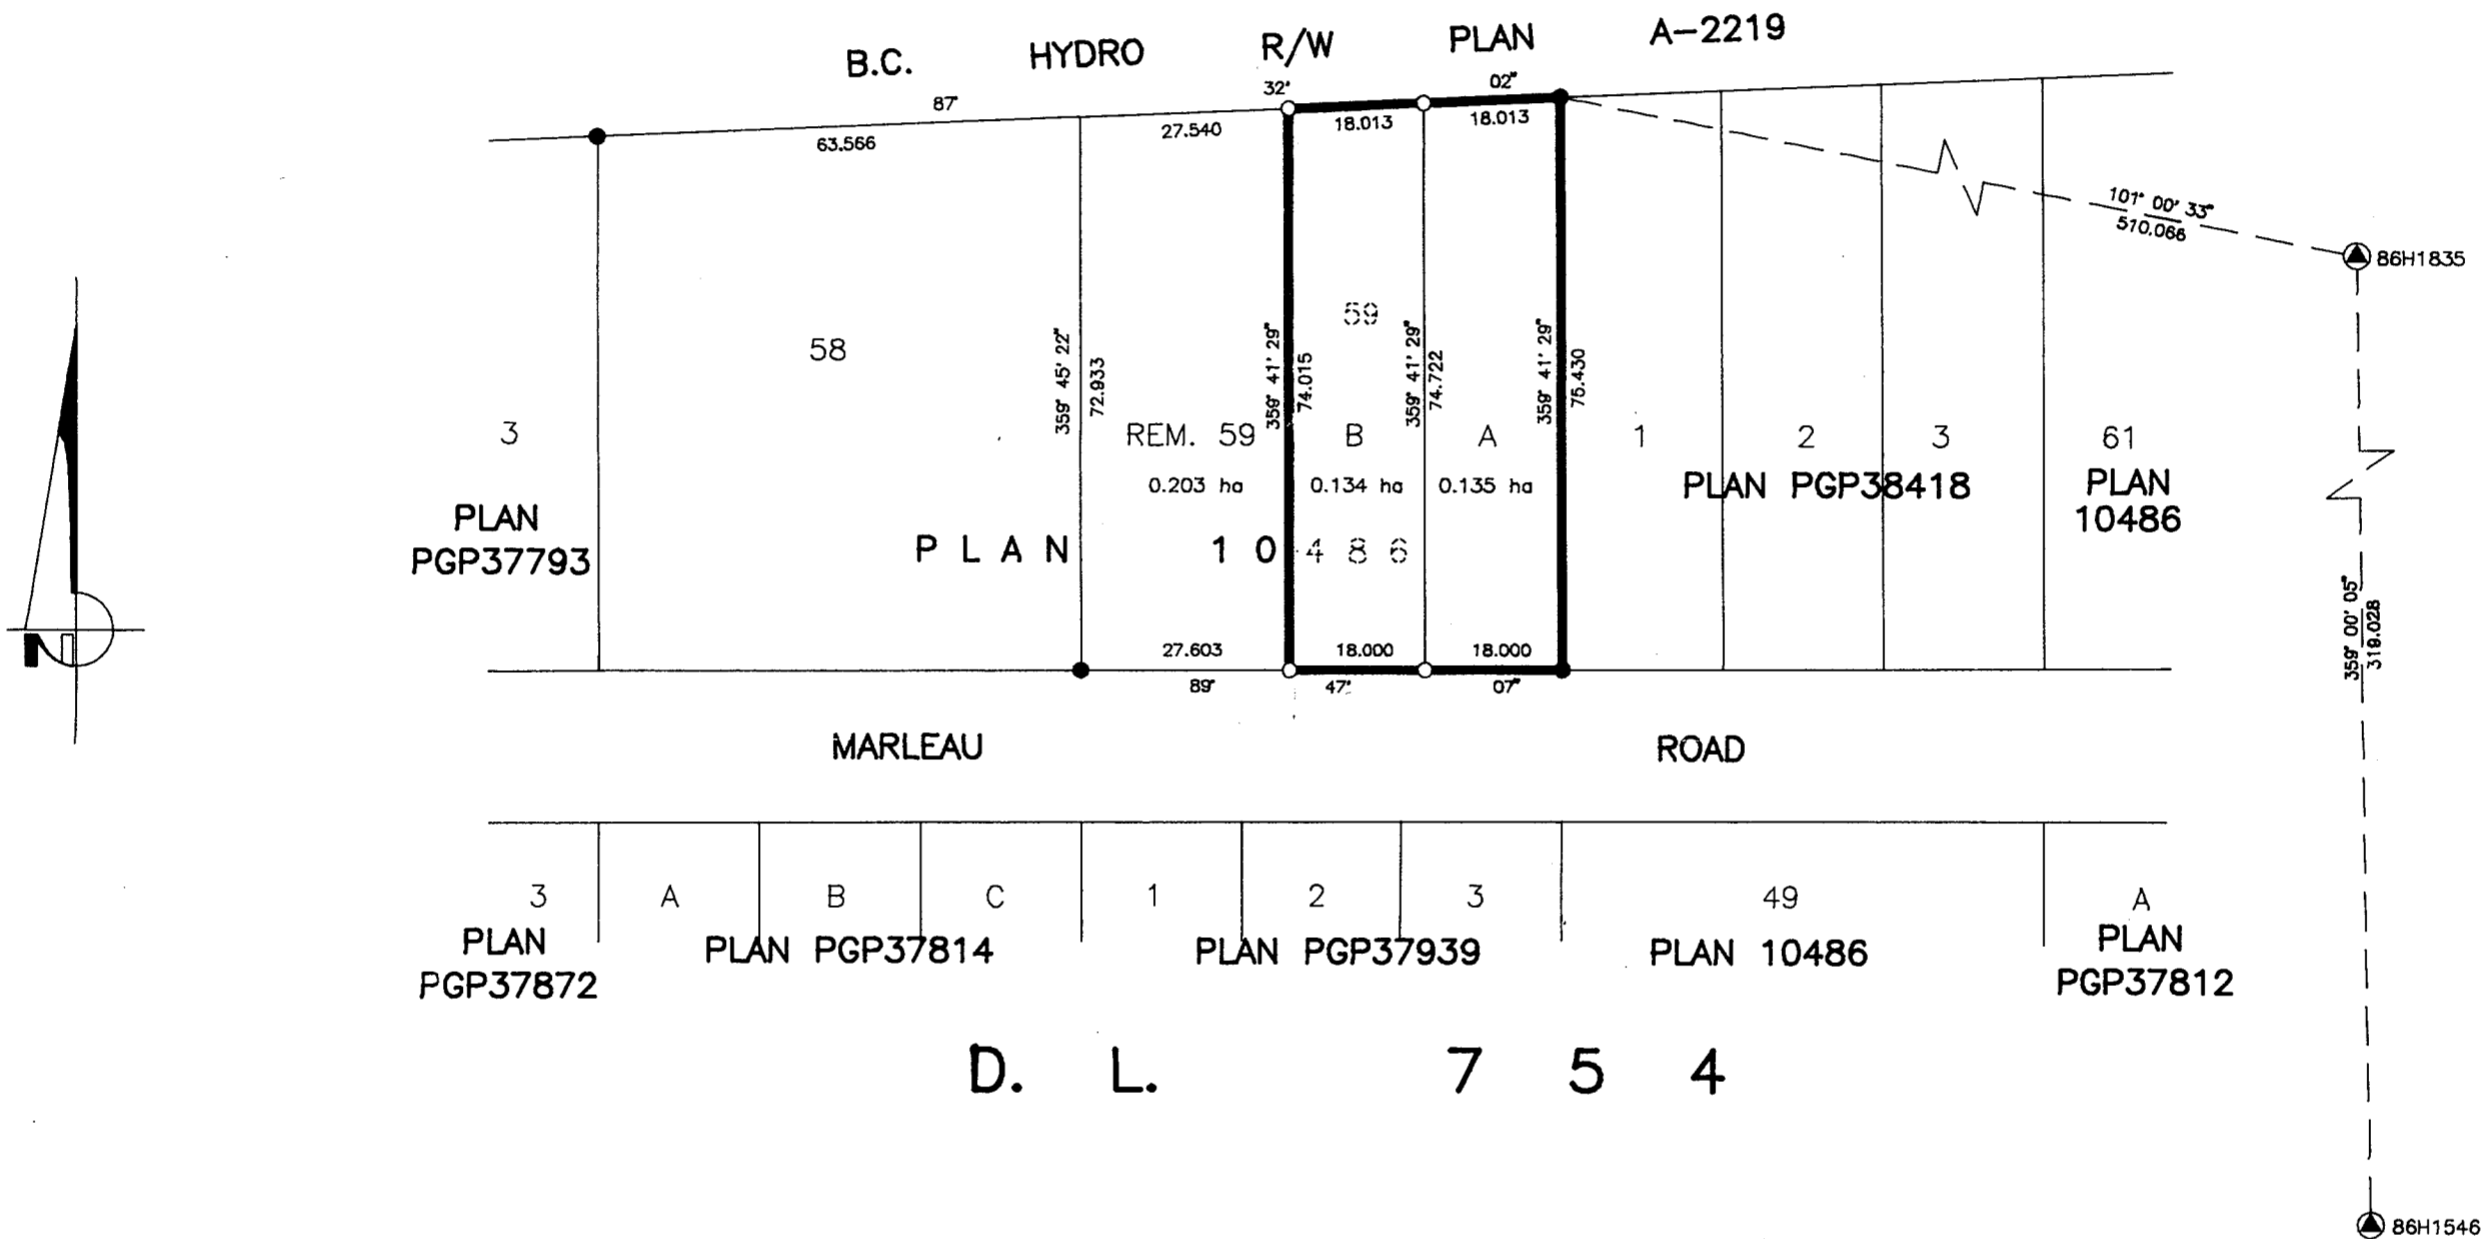 B.C. HYDRO R/W PLAN A-2219
87° 32' 02"
63.566 27.540 18.013 18.013
101° 00' 33"
510.066
86H1835
58
59
359° 45' 22"
72.933
359° 41' 29"
74.015
359° 41' 29"
74.722
359° 41' 29"
75.430
3
PLAN
PGP37793
REM. 59
0.203 ha
B
0.134 ha
A
0.135 ha
1 2 3
PLAN PGP38418
61
PLAN
10486
PLAN 10486
27.603 18.000 18.000
89° 47' 07"
359° 00' 05"
319.028
N
MARLEAU ROAD
3
PLAN
PGP37872
A B C
PLAN PGP37814
1 2 3
PLAN PGP37939
49
PLAN 10486
A
PLAN
PGP37812
D. L. 754
86H1546